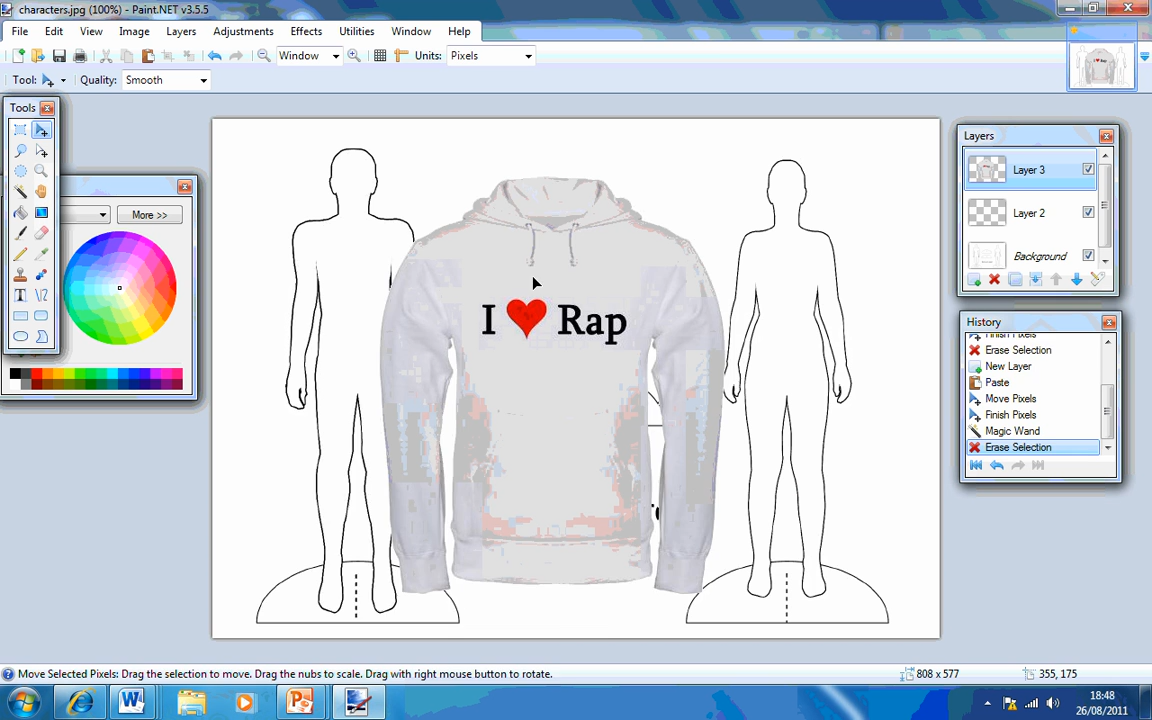 characters.jpg (100%) - Paint.NET v3.5.5
File Edit View Image Layers Adjustments Effects Utilities Window Help
Window Units: Pixels
Tool: Quality: Smooth
Tools
More >>
I Rap
Layers
Layer 3
Layer 2
Background
History
Finish Pixels
Erase Selection
New Layer
Paste
Move Pixels
Finish Pixels
Magic Wand
Erase Selection
Move Selected Pixels: Drag the selection to move. Drag the nubs to scale. Drag with right mouse button to rotate.
808 x 577
355, 175
18:48
26/08/2011